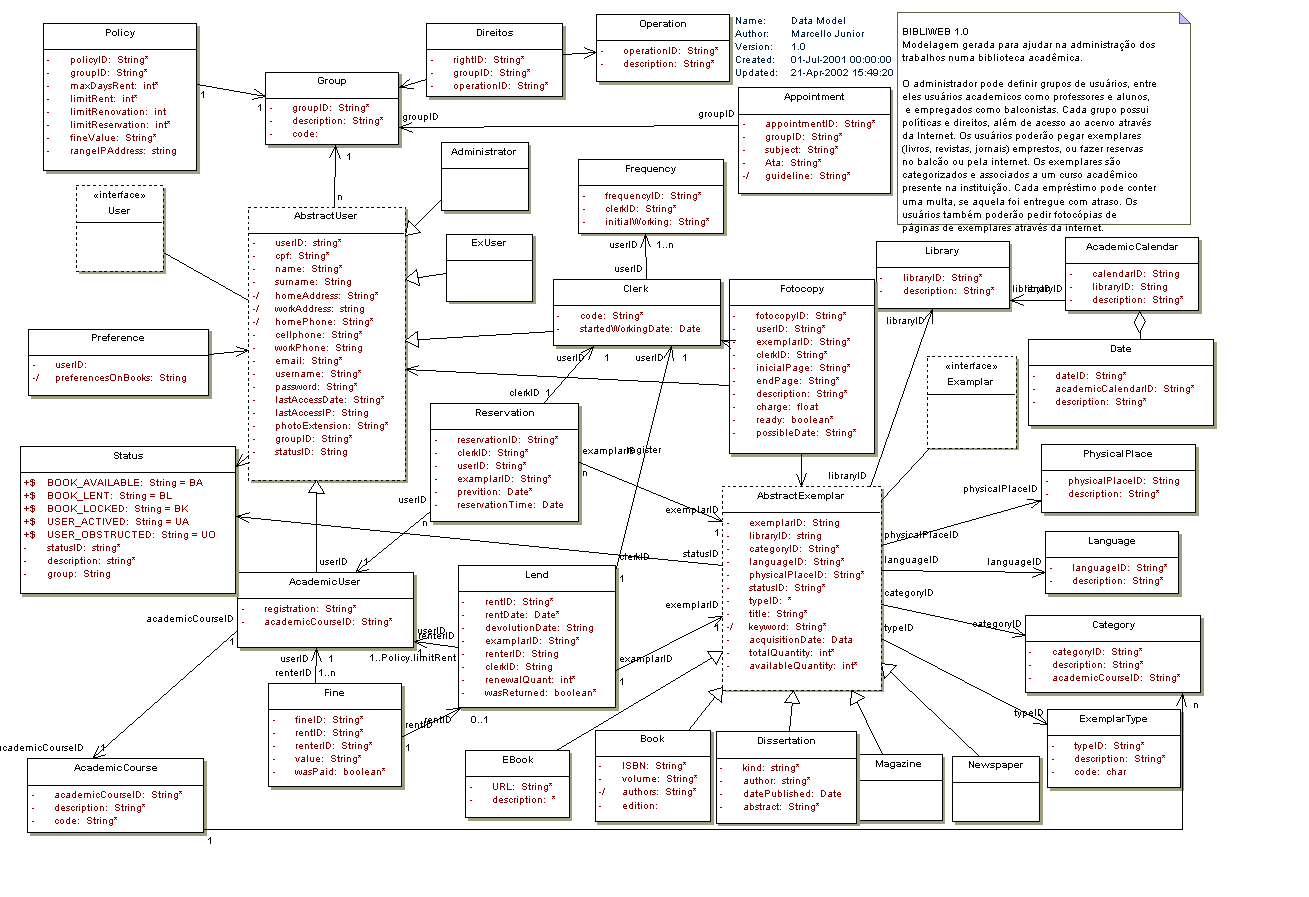 Policy
- policyID: String*
- groupID: String*
- maxDaysRent: int*
- limitRent: int*
- limitRenovation: int
- limitReservation: int*
- fineValue: String*
- rangeIPAddress: string
1
1
Group
- groupID: String*
- description: String*
- code:
Direitos
- rightID: String*
- groupID: String*
- operationID: String*
Operation
- operationID: String*
- description: String*
Name: Data Model
Author: Marcello Junior
Version: 1.0
Created: 01-Jul-2001 00:00:00
Updated: 21-Apr-2002 15:49:20
BIBLIWEB 1.0
Modelagem gerada para ajudar na administração dos
trabalhos numa biblioteca acadêmica.
O administrador pode definir grupos de usuários, entre
eles usuários academicos como professores e alunos,
e empregados como balconistas. Cada grupo possui
políticas e direitos, além de acesso ao acervo através
da Internet. Os usuários poderão pegar exemplares
(livros, revistas, jornais) emprestos, ou fazer reservas
no balcão ou pela internet. Os exemplares são
categorizados e associados a um curso acadêmico
presente na instituição. Cada empréstimo pode conter
uma multa, se aquela foi entregue com atraso. Os
usuários também poderão pedir fotocópias de
páginas de exemplares através da internet.
Appointment
- appointmentID: String*
- groupID: String*
- subject: String*
- Ata: String*
-/ guideline: String*
groupID
groupID
1
n
Administrator
Frequency
- frequencyID: String*
- clerkID: String*
- initialWorking: String*
userID
1..n
userID
«interface»
User
AbstractUser
- userID: string*
- cpf: String*
- name: String*
- surname: String
-/ homeAddress: String*
-/ workAddress: String
-/ homePhone: String*
- cellphone: String*
- workPhone: String
- email: String*
- username: String*
- password: String*
- lastAccessDate: String*
- lastAccessIP: String
- photoExtension: String*
- groupID: String*
- statusID: String
ExUser
Clerk
- code: String*
- startedWorkingDate: Date
userID 1
userID 1
clerkID 1
Fotocopy
- fotocopyID: String*
- userID: String*
- exemplarID: String*
- clerkID: String*
- inicialPage: String*
- endPage: String*
- description: String*
- charge: float
- ready: boolean*
- possibleDate: String*
Library
- libraryID: String*
- description: String*
libraryID
libraryID
libraryID
AcademicCalendar
- calendarID: String
- libraryID: String
- description: String*
Date
- dateID: String*
- academicCalendarID: String*
- description: String*
«interface»
Examplar
Preference
- userID:
-/ preferencesOnBooks: String
Status
+$ BOOK_AVAILABLE: String = BA
+$ BOOK_LENT: String = BL
+$ BOOK_LOCKED: String = BK
+$ USER_ACTIVED: String = UA
+$ USER_OBSTRUCTED: String = UO
- statusID: string*
- description: string*
- group: String
Reservation
- reservationID: String*
- clerkID: String*
- userID: String*
- examplarID: String*
- prevition: Date*
- reservationTime: Date
userID
n
n
exemplarID
1
statusID
clerkID
1
libraryID
AbstractExemplar
- exemplarID: String
- libraryID: string
- categoryID: String*
- languageID: String*
- physicalPlaceID: String*
- statusID: String*
- typeID: *
- title: String*
-/ keyword: String*
- acquisitionDate: Data
- totalQuantity: int*
- availableQuantity: int*
PhysicalPlace
- physicalPlaceID: String
- description: String*
physicalPlaceID
physicalPlaceID
Language
- languageID: String*
- description: String*
languageID
languageID
Category
- categoryID: String*
- description: String*
- academicCourseID: String*
categoryID
categoryID
typeID
typeID
n
ExemplarType
- typeID: String*
- description: String*
- code: char
userID
1
AcademicUser
- registration: String*
- academicCourseID: String*
academicCourseID
1
userID
renterID
1..Policy.limitRent
Lend
- rentID: String*
- rentDate: Date*
- devolutionDate: String
- examplarID: String*
- renterID: String
- clerkID: String
- renewalQuant: int*
- wasReturned: boolean*
exemplarID
1
examplarID
1
userID 1
renterID 1..n
Fine
- fineID: String*
- rentID: String*
- renterID: String*
- value: String*
- wasPaid: boolean*
rentID
rentID
1
0..1
academicCourseID
1
AcademicCourse
- academicCourseID: String*
- description: String*
- code: String*
1
EBook
- URL: String*
- description: *
Book
- ISBN: String*
- volume: String*
-/ authors: String*
- edition:
Dissertation
- kind: string*
- author: string*
- datePublished: Date
- abstract: String*
Magazine
Newspaper